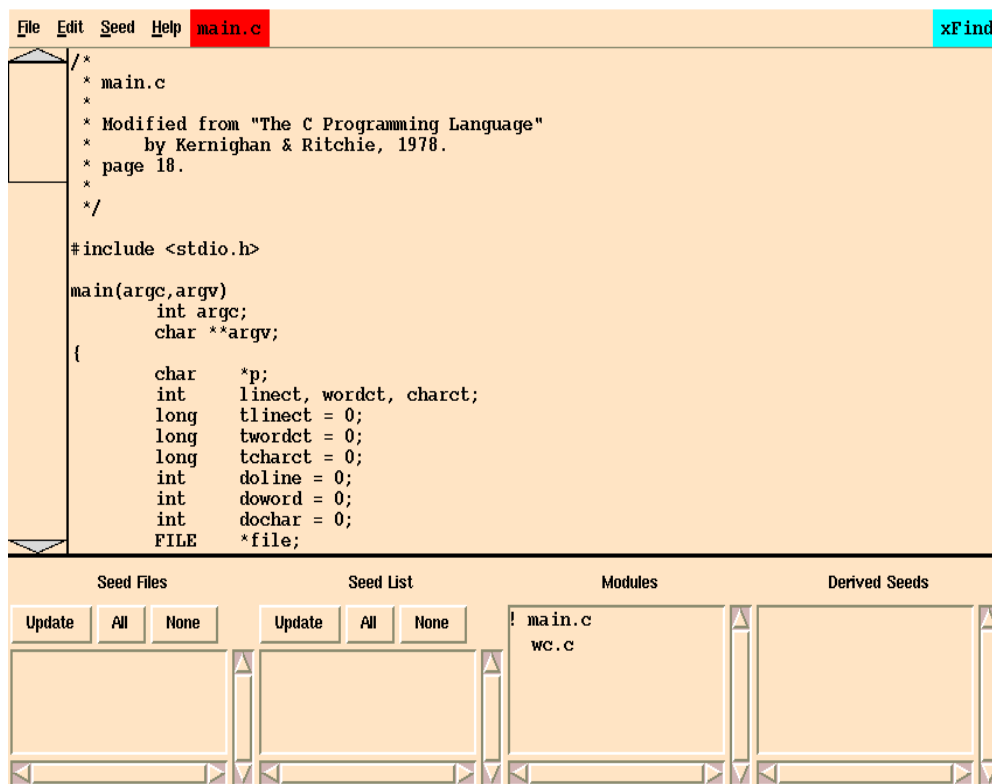 File Edit Seed Help main.c xFind
/*
 * main.c
 *
 * Modified from "The C Programming Language"
 *     by Kernighan & Ritchie, 1978.
 * page 18.
 *
 */
#include <stdio.h>
main(argc,argv)
        int argc;
        char **argv;
{
        char    *p;
        int     linect, wordct, charct;
        long    tlinect = 0;
        long    twordct = 0;
        long    tcharct = 0;
        int     doline = 0;
        int     doword = 0;
        int     dochar = 0;
        FILE    *file;
Seed Files Seed List Modules Derived Seeds
Update All None Update All None
! main.c
  wc.c